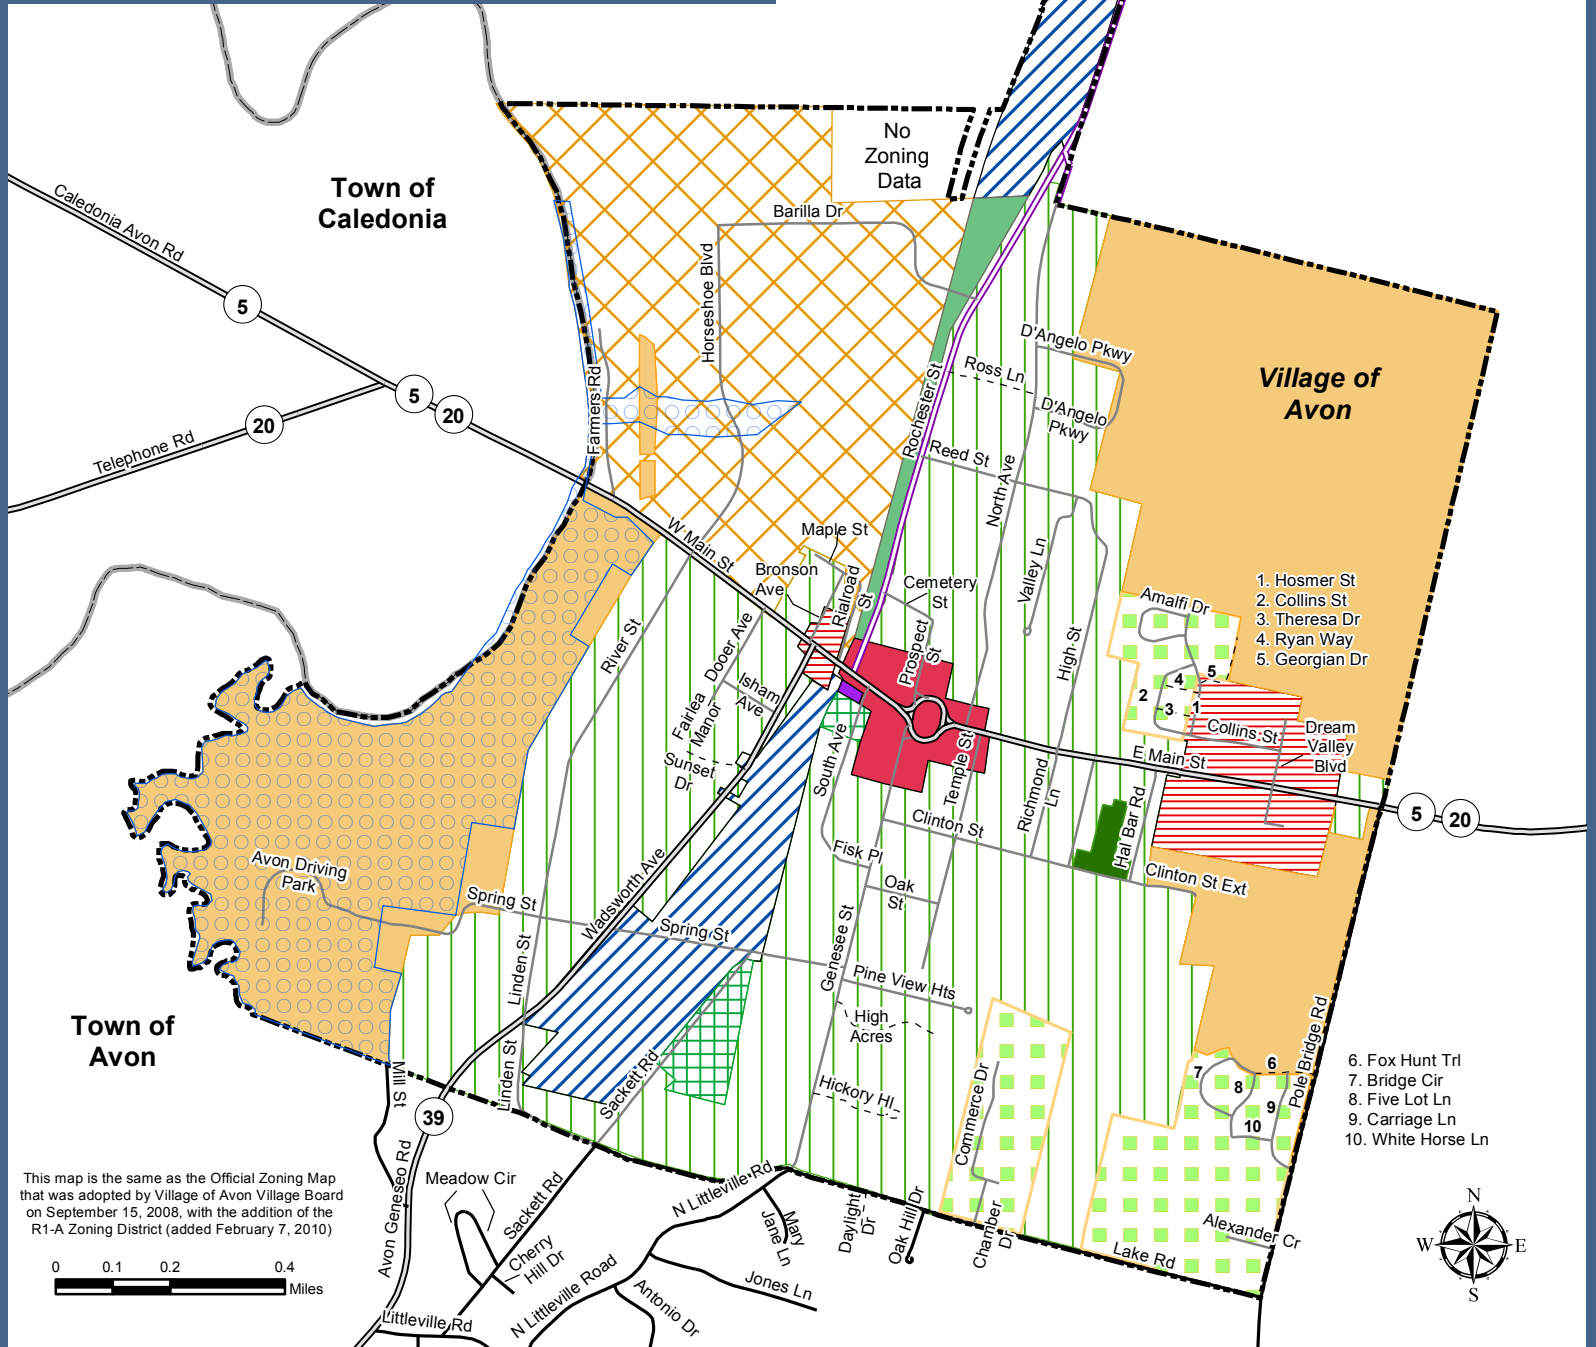 No
Zoning
Data
Town of
Caledonia
Barilla Dr
Caledonia Avon Rd
Horseshoe Blvd
5
D'Angelo Pkwy
Ross Ln
Village of
Avon
Rochester St
Farmers Rd
5
20
20
D'Angelo
Pkwy
Telephone Rd
Reed St
North Ave
W Main St
Maple St
Bronson
Ave
Rialroad
St
Cemetery
St
Valley Ln
1. Hosmer St
2. Collins St
3. Theresa Dr
4. Ryan Way
5. Georgian Dr
Amalfi Dr
River St
Dooer Ave
Prospect
St
High St
5
4
2
3
1
Isham
Ave
Fairlea
Manor
Collins St
Dream
Valley
Blvd
E Main St
Sunset
Dr
South Ave
Temple St
Richmond
Ln
5
20
Hal Bar Rd
Clinton St
Fisk Pl
Avon Driving
Park
Oak
St
Clinton St Ext
Wadsworth Ave
Spring St
Spring St
Genesee St
Linden St
Pine View Hts
High
Acres
Town of
Avon
Pole Bridge Rd
Linden St
Mill St
Sackett Rd
Hickory Hl
Commerce Dr
6
7
8
9
10
6. Fox Hunt Trl
7. Bridge Cir
8. Five Lot Ln
9. Carriage Ln
10. White Horse Ln
39
This map is the same as the Official Zoning Map
that was adopted by Village of Avon Village Board
on September 15, 2008, with the addition of the
R1-A Zoning District (added February 7, 2010)
Avon Geneseo Rd
Meadow Cir
Sackett Rd
N Littleville Rd
Mary
Jane Ln
Daylight
Dr
Oak Hill Dr
Chamber
Dr
Alexander Cr
Lake Rd
N
W
E
S
Cherry
Hill Dr
0
0.1
0.2
0.4
Miles
Jones Ln
N Littleville Road
Antonio Dr
Littleville Rd